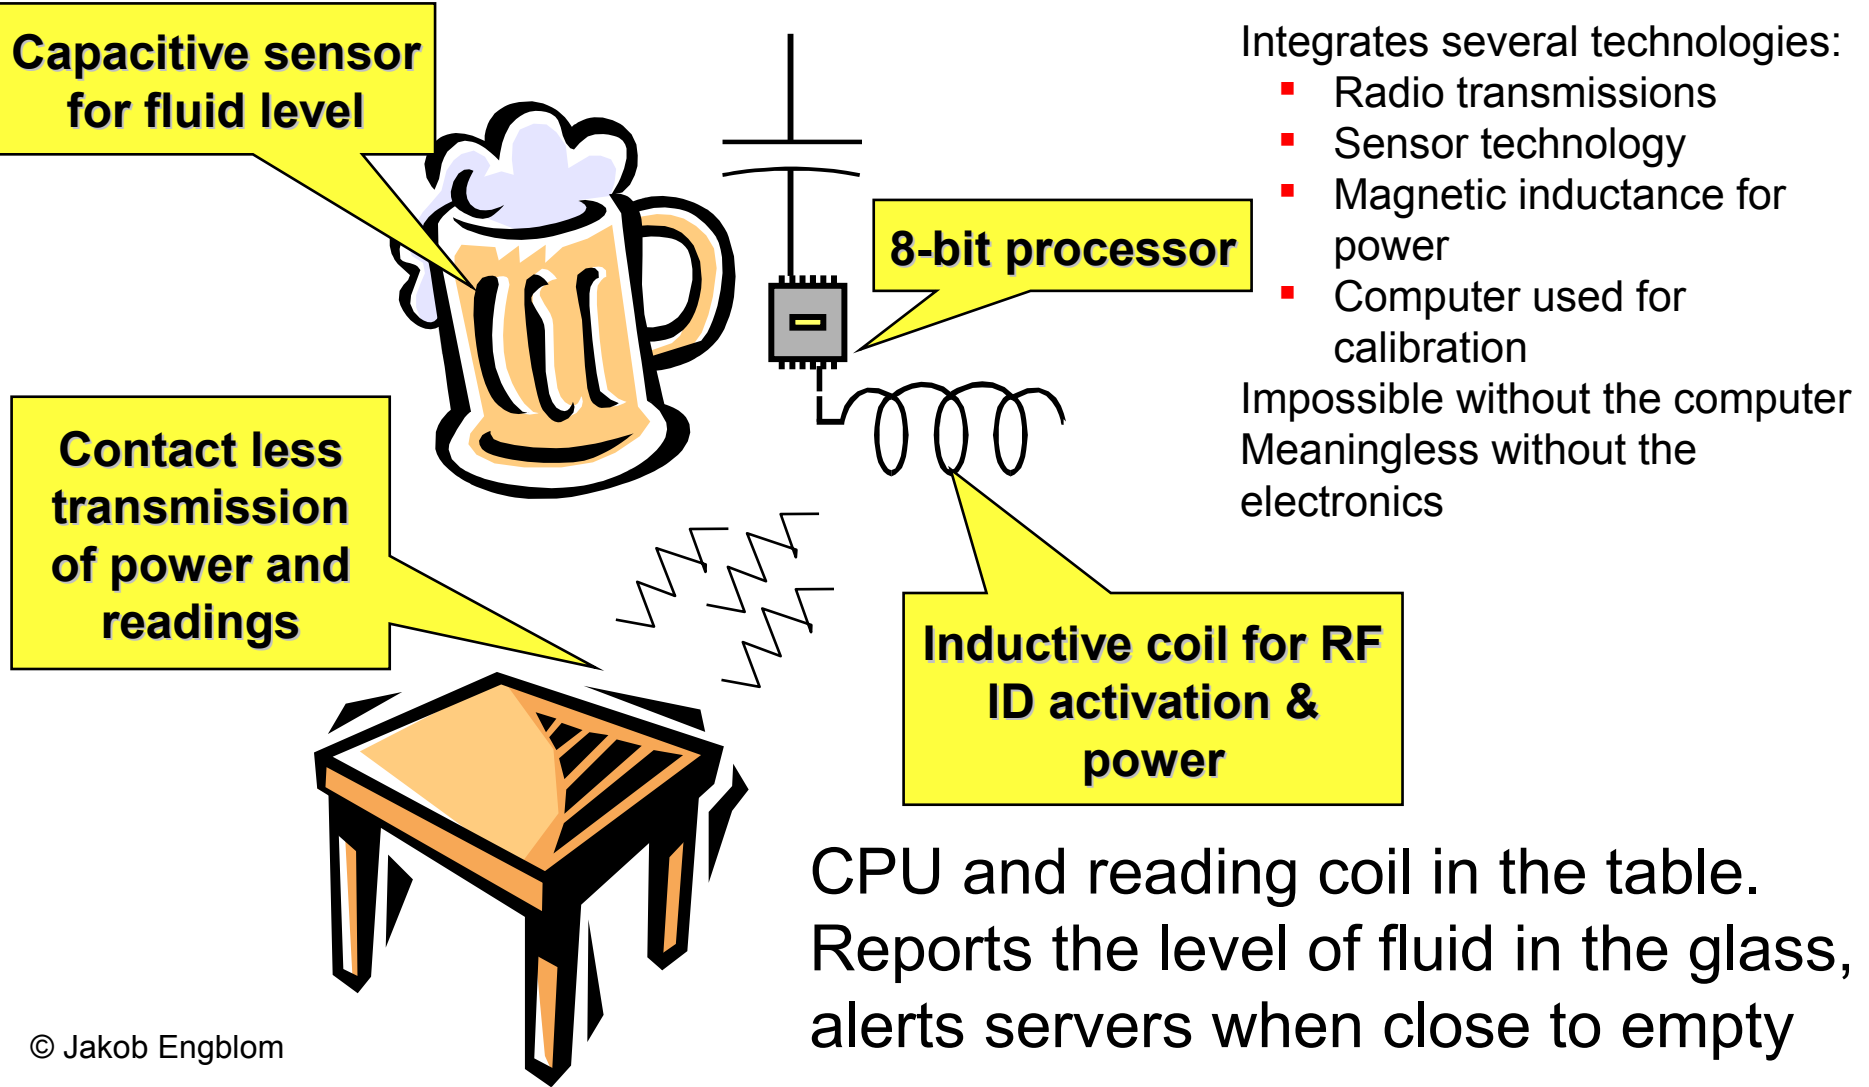 Capacitive sensor
for fluid level
Integrates several technologies:
▪ Radio transmissions
▪ Sensor technology
▪ Magnetic inductance for
power
▪ Computer used for
calibration
Impossible without the computer
Meaningless without the
electronics
8-bit processor
Contact less
transmission
of power and
readings
Inductive coil for RF
ID activation &
power
CPU and reading coil in the table.
Reports the level of fluid in the glass,
alerts servers when close to empty
© Jakob Engblom